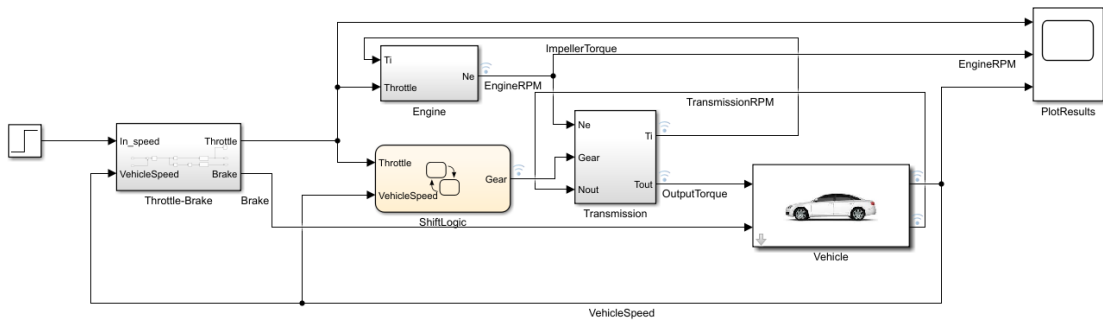 ImpellerTorque
Ti
Throttle
Ne
Engine
EngineRPM
EngineRPM
PlotResults
TransmissionRPM
In_speed
VehicleSpeed
Throttle
Brake
Throttle-Brake
Brake
Throttle
VehicleSpeed
Gear
ShiftLogic
Ne
Gear
Nout
Ti
Tout
Transmission
OutputTorque
Vehicle
VehicleSpeed